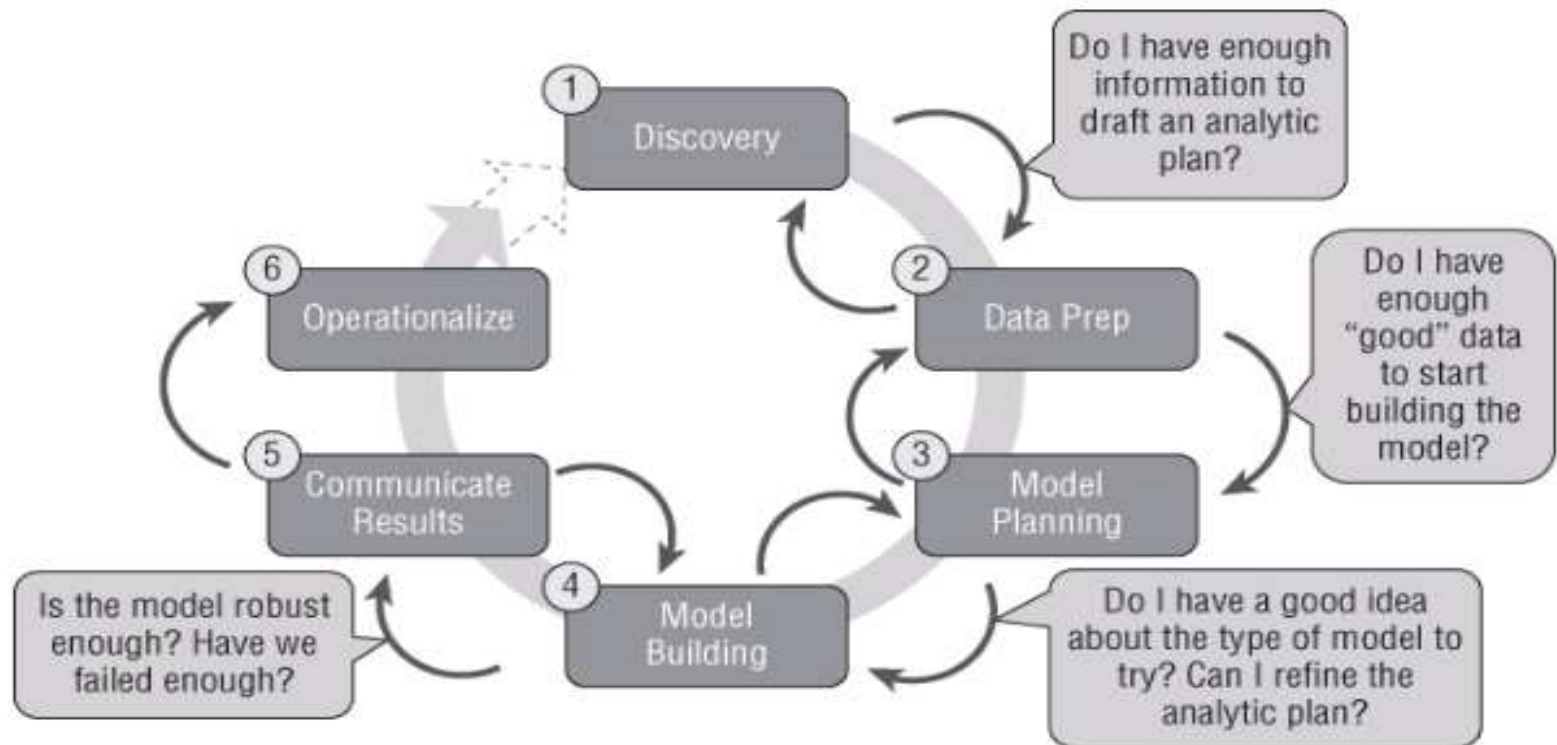 1
Discovery
Do I have enough
information to
draft an analytic
plan?
2
Data Prep
Do I have
enough
“good” data
to start
building the
model?
3
Model
Planning
Do I have a good idea
about the type of model to
try? Can I refine the
analytic plan?
4
Model
Building
Is the model robust
enough? Have we
failed enough?
5
Communicate
Results
6
Operationalize